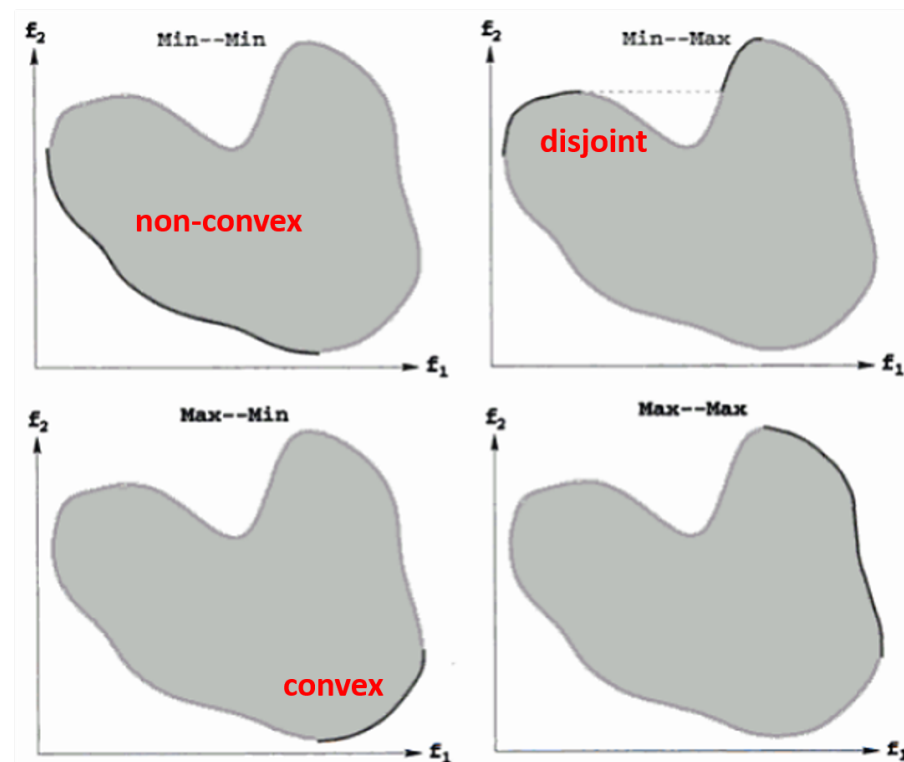 f₂
Min--Min
non-convex
f₁
f₂
Min--Max
disjoint
f₁
f₂
Max--Min
convex
f₁
f₂
Max--Max
f₁